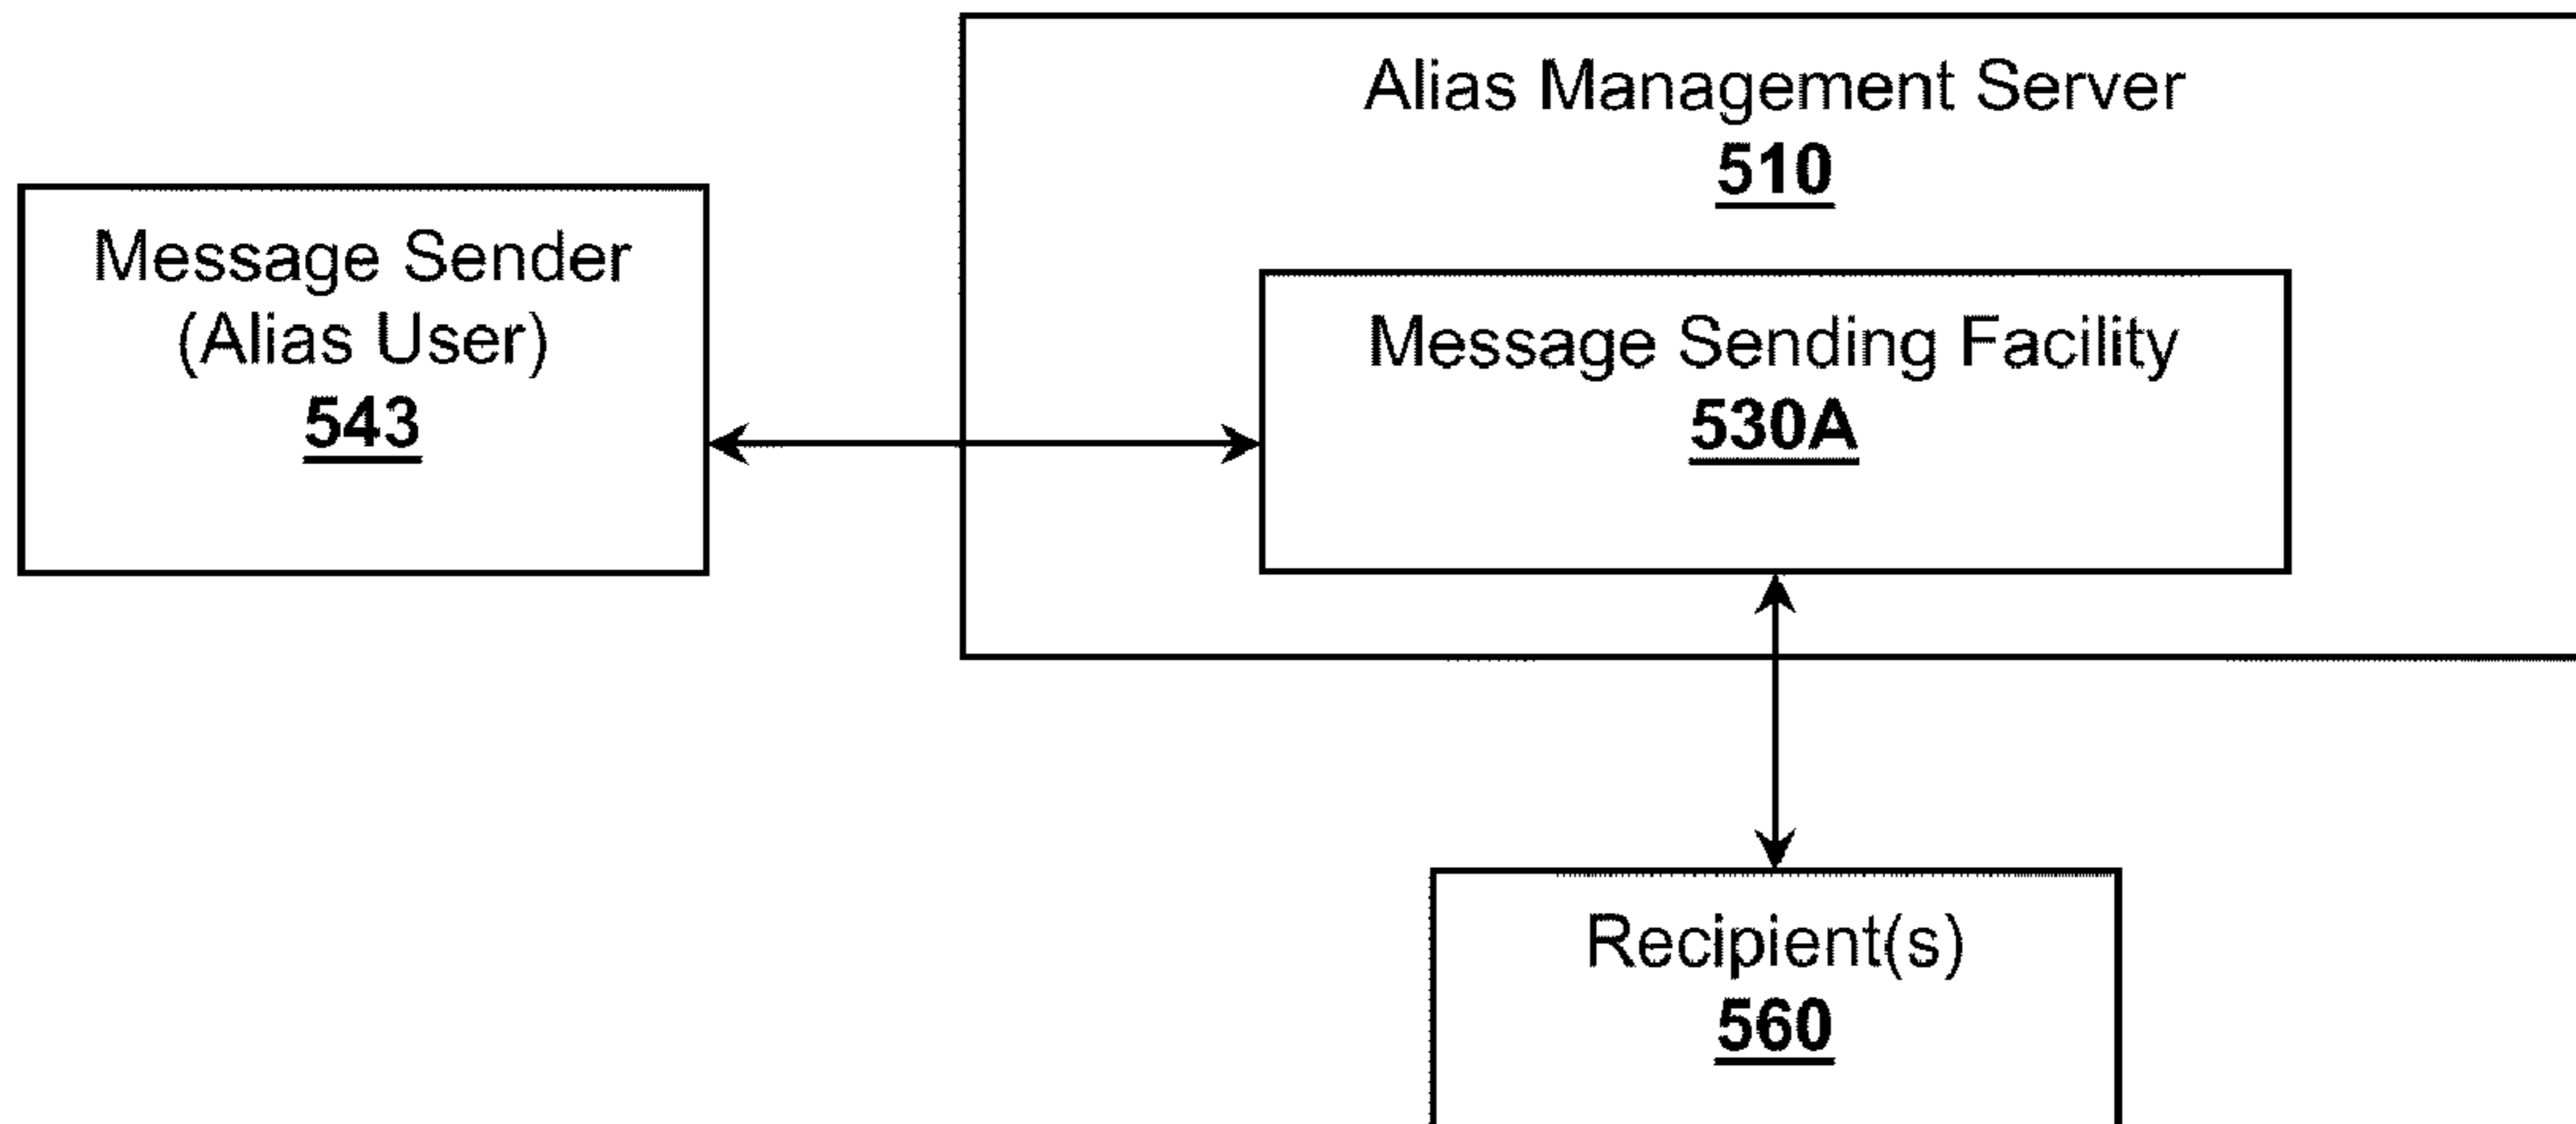 Alias Management Server
510
Message Sender
(Alias User)
543
Message Sending Facility
530A
Recipient(s)
560